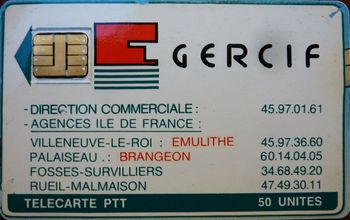 GERCIF
- DIRECTION COMMERCIALE : 45.97.01.61
- AGENCES ILE DE FRANCE :
VILLENEUVE-LE-ROI : EMULITHE 45.97.36.60
PALAISEAU .: BRANGEON 60.14.04.05
FOSSES-SURVILLIERS 34.68.49.20
RUEIL-MALMAISON 47.49.30.11
TELECARTE PTT 50 UNITES